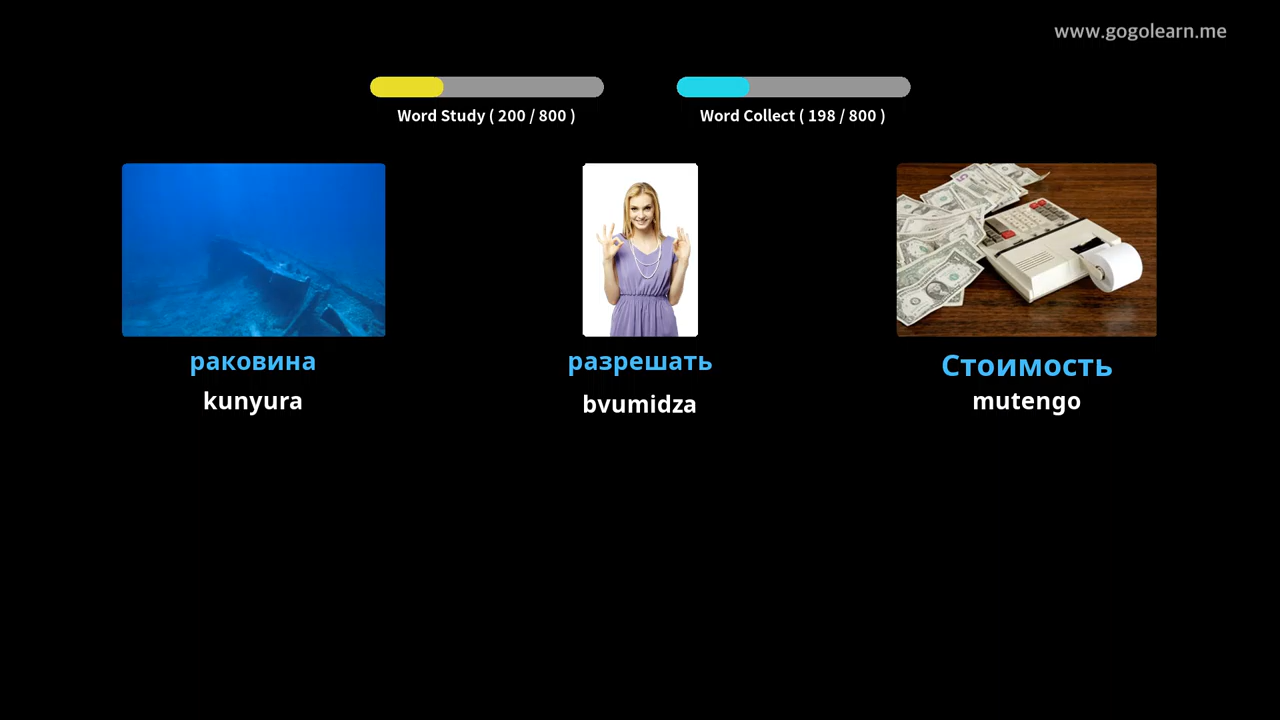 www.gogolearn.me
Word Study ( 200 / 800 )
Word Collect ( 198 / 800 )
раковина
kunyura
разрешать
bvumidza
Стоимость
mutengo